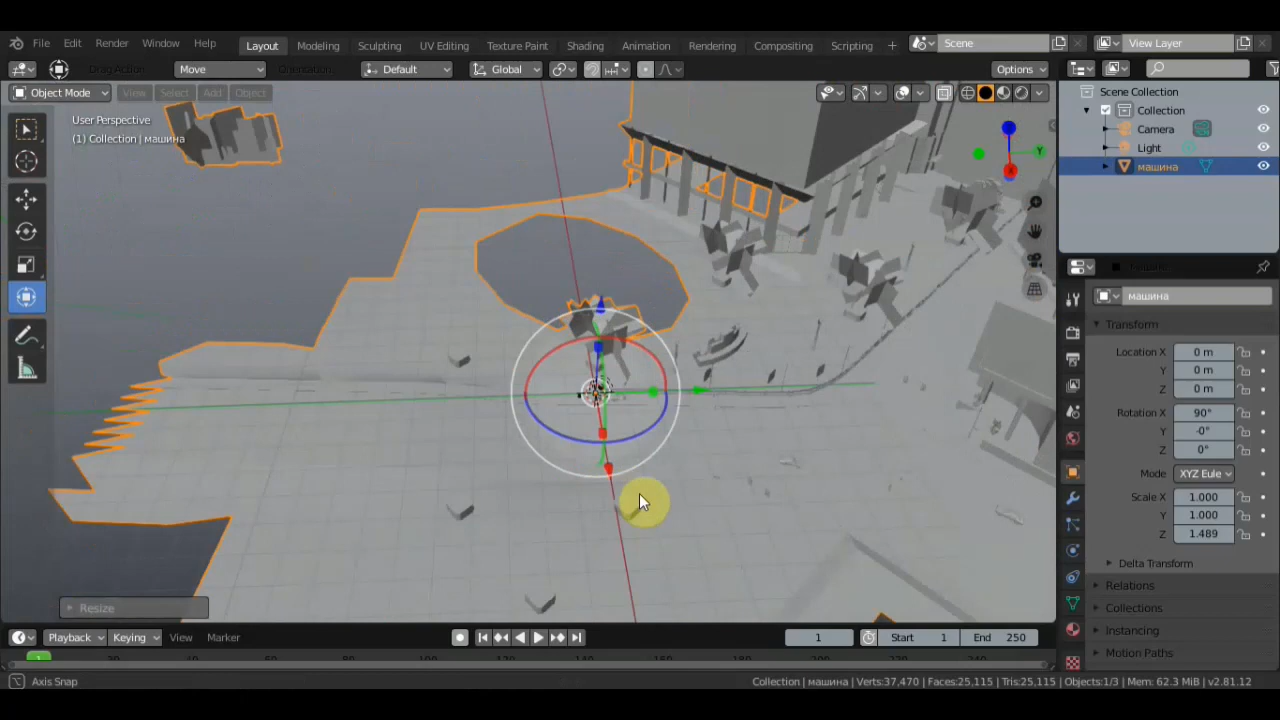 File Edit Render Window Help Layout Modeling Sculpting UV Editing Texture Paint Shading Animation Rendering Compositing Scripting + Scene View Layer
Drag Action Move Orientation Default Global Options
Object Mode View Select Add Object
User Perspective
(1) Collection | машина
Y
X
Resize
Scene Collection
Collection
Camera
Light
машина
машина
Transform
Location X 0 m
Y 0 m
Z 0 m
Rotation X 90°
Y -0°
Z 0°
Mode XYZ Eule
Scale X 1.000
Y 1.000
Z 1.489
Delta Transform
Relations
Collections
Instancing
Motion Paths
Playback Keying View Marker 1 Start 1 End 250
1
Axis Snap Collection | машина | Verts:37,470 | Faces:25,115 | Tris:25,115 | Objects:1/3 | Mem: 62.3 MiB | v2.81.12